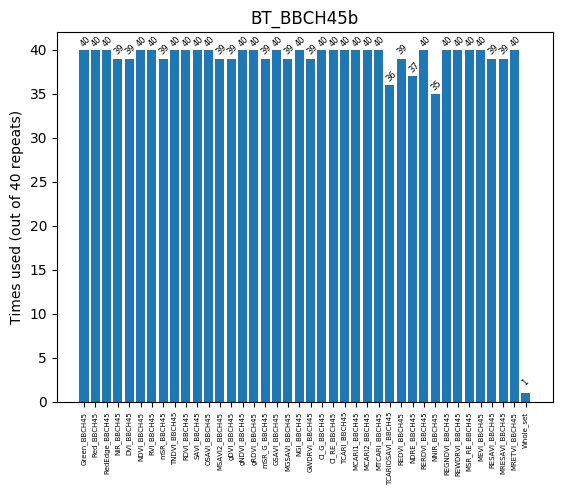 BT_BBCH45b
Times used (out of 40 repeats)
40
35
30
25
20
15
10
5
0
40
40
40
39
39
40
40
39
40
40
40
40
39
39
40
40
39
40
39
40
39
40
40
40
40
40
40
36
39
37
40
35
40
40
40
40
39
39
40
1
Green_BBCH45
Red_BBCH45
RedEdge_BBCH45
NIR_BBCH45
DVI_BBCH45
NDVI_BBCH45
RVI_BBCH45
mSR_BBCH45
TNDVI_BBCH45
RDVI_BBCH45
SAVI_BBCH45
OSAVI_BBCH45
MSAVI2_BBCH45
gDVI_BBCH45
gNDVI_BBCH45
gRDVI_BBCH45
mSR_G_BBCH45
GSAVI_BBCH45
MGSAVI_BBCH45
NGI_BBCH45
GWDRVI_BBCH45
CI_G_BBCH45
CI_RE_BBCH45
TCARI_BBCH45
MCARI1_BBCH45
MCARI2_BBCH45
MTCARI_BBCH45
TCARIOSAVI_BBCH45
REDVI_BBCH45
NDRE_BBCH45
RERDVI_BBCH45
NNIR_BBCH45
REGNDVI_BBCH45
REWDRVI_BBCH45
MSR_RE_BBCH45
MEVI_BBCH45
RESAVI_BBCH45
MRESAVI_BBCH45
MRETVI_BBCH45
Whole_set